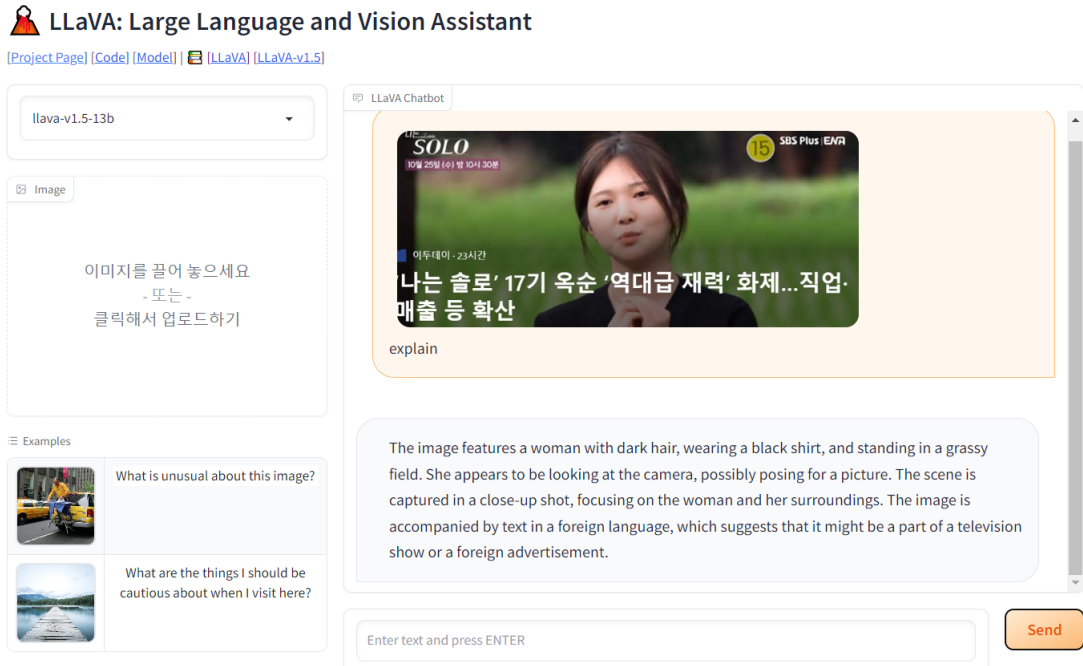 LLaVA: Large Language and Vision Assistant
[Project Page] [Code] [Model] | [LLaVA] [LLaVA-v1.5]
llava-v1.5-13b
Image
이미지를 끌어 놓으세요
- 또는 -
클릭해서 업로드하기
Examples
What is unusual about this image?
What are the things I should be
cautious about when I visit here?
LLaVA Chatbot
나는
SOLO
10월 25일 (수) 밤 10시 30분
15
SBS Plus | ENA
이투데이 · 23시간
'나는 솔로' 17기 옥순 '역대급 재력' 화제...직업·
매출 등 확산
explain
The image features a woman with dark hair, wearing a black shirt, and standing in a grassy
field. She appears to be looking at the camera, possibly posing for a picture. The scene is
captured in a close-up shot, focusing on the woman and her surroundings. The image is
accompanied by text in a foreign language, which suggests that it might be a part of a television
show or a foreign advertisement.
Enter text and press ENTER
Send